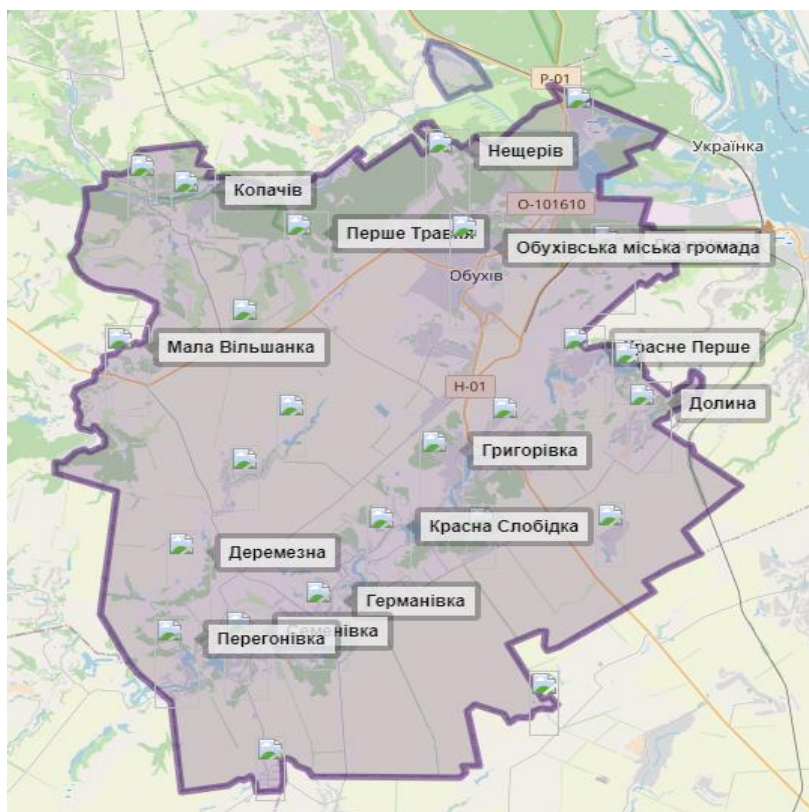 Р-01
Українка
Нещерів
Копачів
О-101610
Перше Травня
Обухівська міська громада
Обухів
Мала Вільшанка
Красне Перше
Н-01
Долина
Григорівка
Красна Слобідка
Деремезна
Германівка
Семенівка
Перегонівка